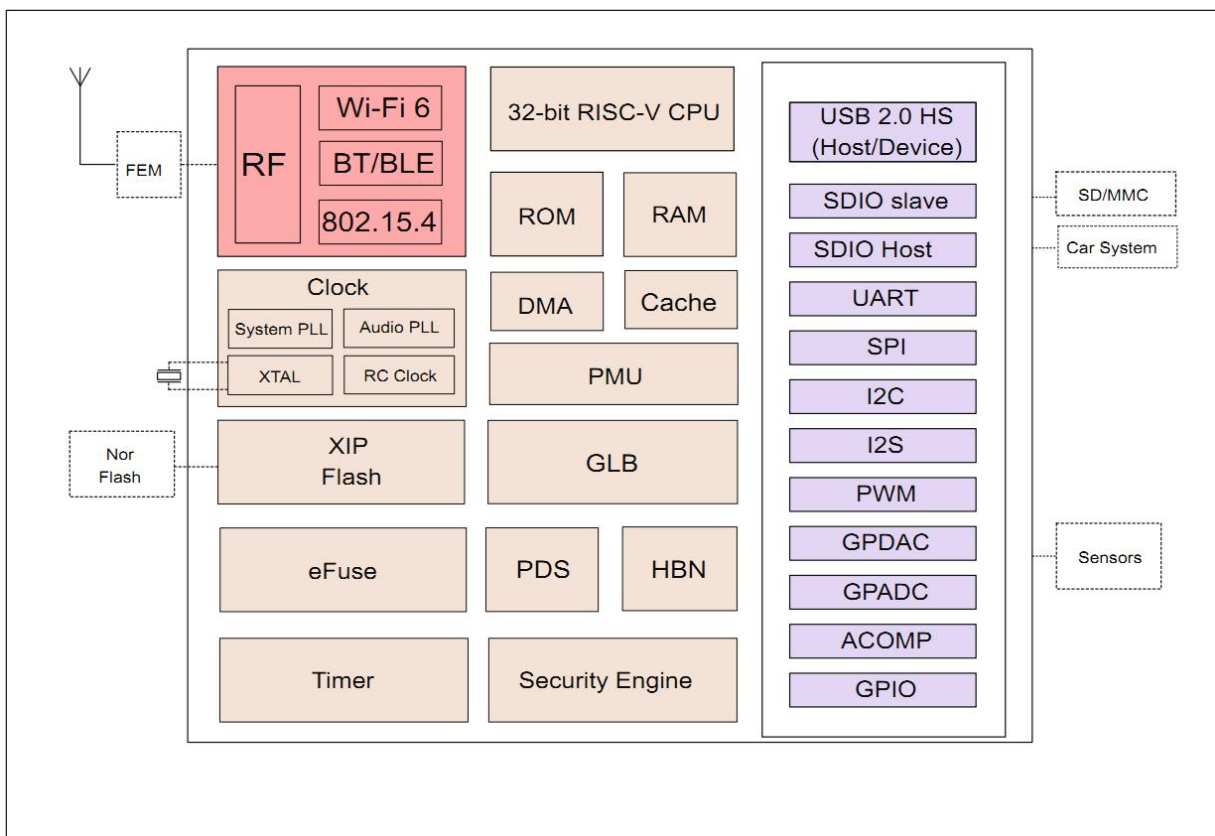 FEM
RF
Wi-Fi 6
BT/BLE
802.15.4
Clock
System PLL
Audio PLL
XTAL
RC Clock
Nor
Flash
XIP
Flash
eFuse
Timer
32-bit RISC-V CPU
ROM
RAM
DMA
Cache
PMU
GLB
PDS
HBN
Security Engine
USB 2.0 HS
(Host/Device)
SDIO slave
SDIO Host
UART
SPI
I2C
I2S
PWM
GPDAC
GPADC
ACOMP
GPIO
SD/MMC
Car System
Sensors